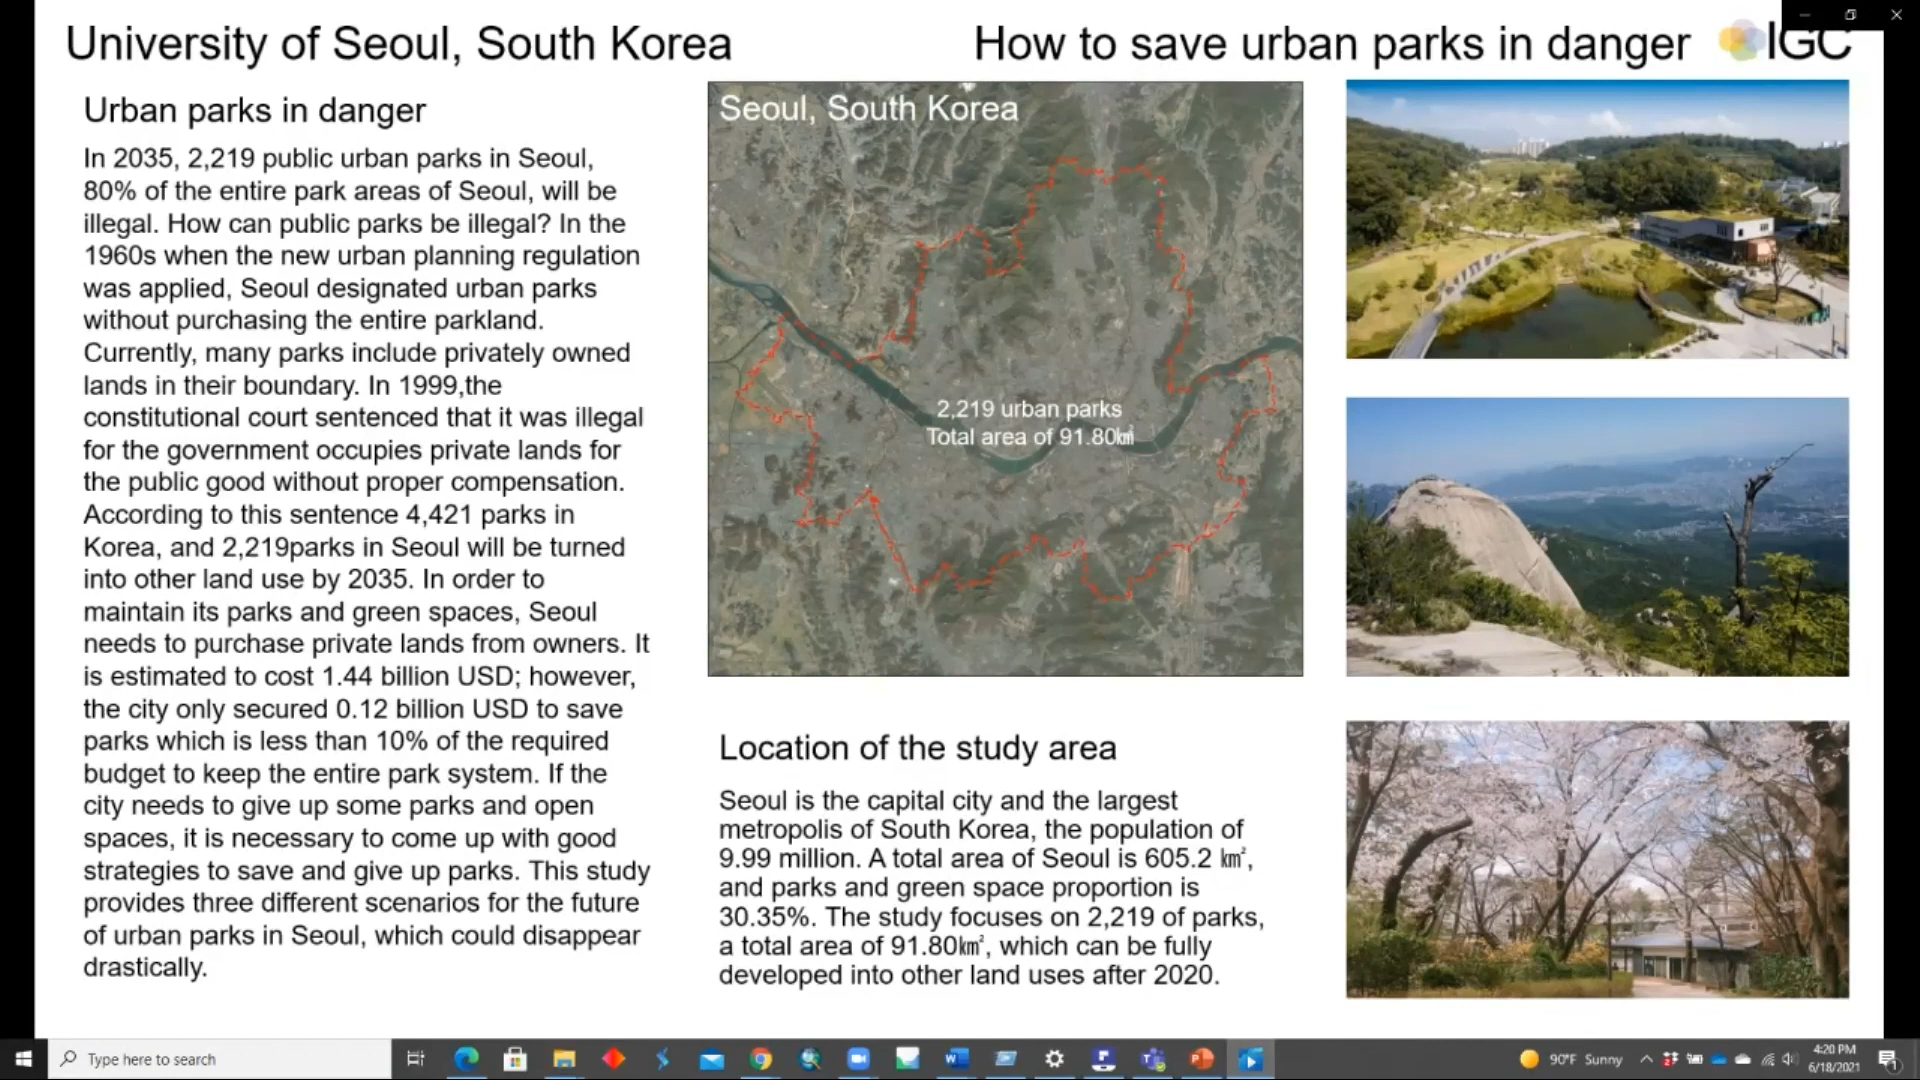 University of Seoul, South Korea
How to save urban parks in danger
IGC
Urban parks in danger
In 2035, 2,219 public urban parks in Seoul,
80% of the entire park areas of Seoul, will be
illegal. How can public parks be illegal? In the
1960s when the new urban planning regulation
was applied, Seoul designated urban parks
without purchasing the entire parkland.
Currently, many parks include privately owned
lands in their boundary. In 1999,the
constitutional court sentenced that it was illegal
for the government occupies private lands for
the public good without proper compensation.
According to this sentence 4,421 parks in
Korea, and 2,219parks in Seoul will be turned
into other land use by 2035. In order to
maintain its parks and green spaces, Seoul
needs to purchase private lands from owners. It
is estimated to cost 1.44 billion USD; however,
the city only secured 0.12 billion USD to save
parks which is less than 10% of the required
budget to keep the entire park system. If the
city needs to give up some parks and open
spaces, it is necessary to come up with good
strategies to save and give up parks. This study
provides three different scenarios for the future
of urban parks in Seoul, which could disappear
drastically.
Seoul, South Korea
2,219 urban parks
Total area of 91.80㎢
Location of the study area
Seoul is the capital city and the largest
metropolis of South Korea, the population of
9.99 million. A total area of Seoul is 605.2 ㎢,
and parks and green space proportion is
30.35%. The study focuses on 2,219 of parks,
a total area of 91.80㎢, which can be fully
developed into other land uses after 2020.
Type here to search
90°F Sunny
4:20 PM
6/18/2021